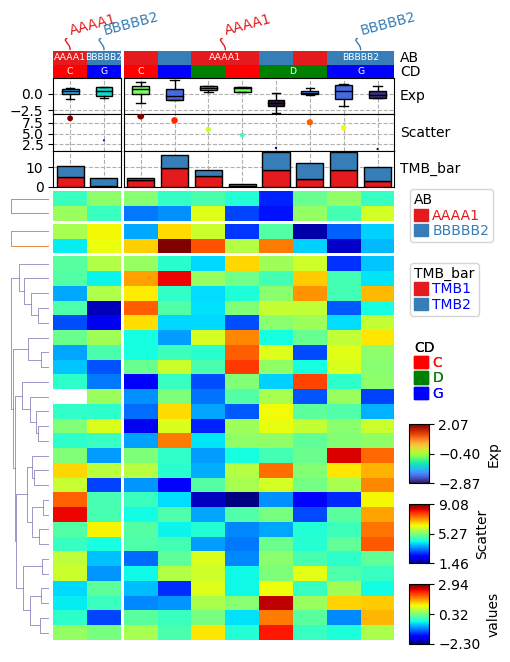 AAAA1
BBBBB2
AAAA1
BBBBB2
AAAA1 BBBBB2 AAAA1 BBBBB2 AB
C G C D G CD
0.0
−2.5
Exp
7.5
5.0
2.5
Scatter
10
0
TMB_bar
AB
AAAA1
BBBBB2
TMB_bar
TMB1
TMB2
CD
C
D
G
2.07
−0.40
−2.87
Exp
9.08
5.27
1.46
Scatter
2.94
0.32
−2.30
values